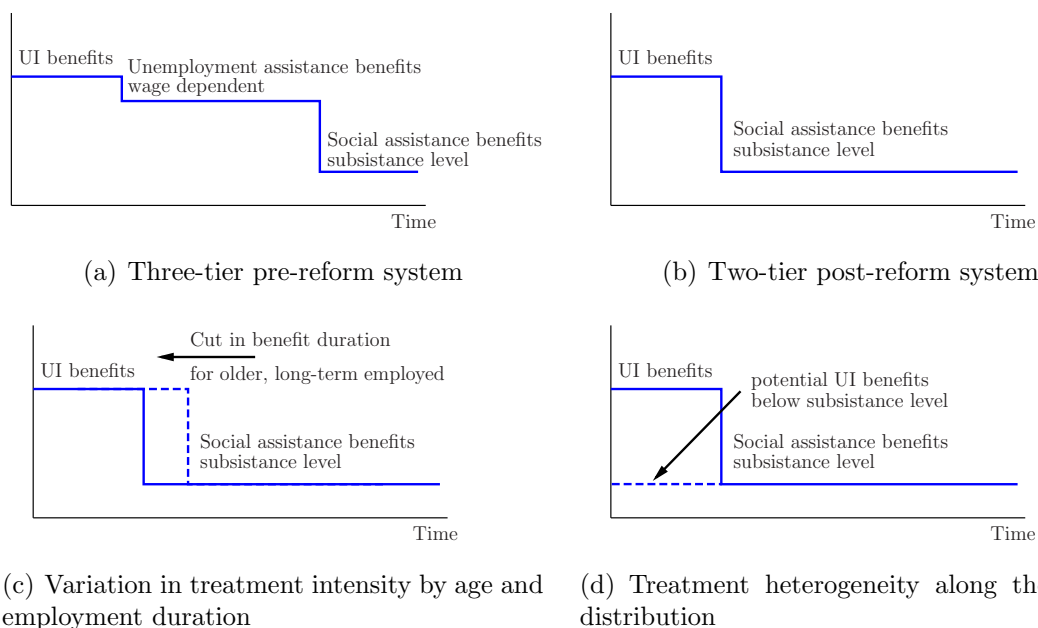 UI benefits
Unemployment assistance benefits
wage dependent
Social assistance benefits
subsistance level
Time
(a) Three-tier pre-reform system
UI benefits
Social assistance benefits
subsistance level
Time
(b) Two-tier post-reform system
Cut in benefit duration
UI benefits
for older, long-term employed
Social assistance benefits
subsistance level
Time
(c) Variation in treatment intensity by age and
employment duration
UI benefits
potential UI benefits
below subsistance level
Social assistance benefits
subsistance level
Time
(d) Treatment heterogeneity along the
distribution